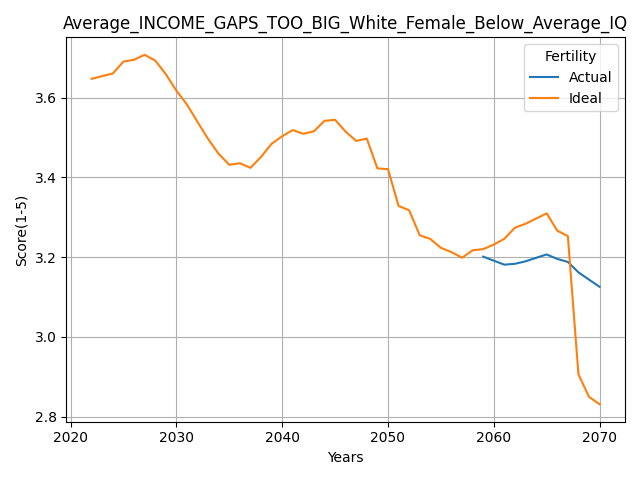 Average_INCOME_GAPS_TOO_BIG_White_Female_Below_Average_IQ
Fertility
Actual
Ideal
Score(1-5)
3.6
3.4
3.2
3.0
2.8
2020
2030
2040
2050
2060
2070
Years